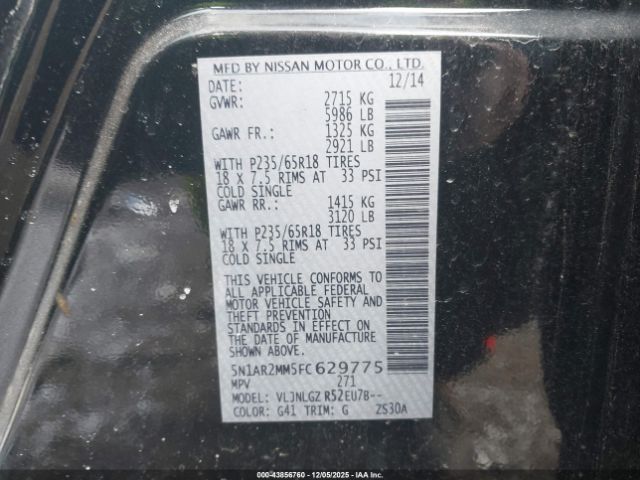 MFD BY NISSAN MOTOR CO., LTD.
DATE: 12/14
GVWR: 2715 KG
5986 LB
GAWR FR.: 1325 KG
2921 LB
WITH P235/65R18 TIRES
18 X 7.5 RIMS AT 33 PSI
COLD SINGLE
GAWR RR.: 1415 KG
3120 LB
WITH P235/65R18 TIRES
18 X 7.5 RIMS AT 33 PSI
COLD SINGLE
THIS VEHICLE CONFORMS TO
ALL APPLICABLE FEDERAL
MOTOR VEHICLE SAFETY AND
THEFT PREVENTION
STANDARDS IN EFFECT ON
THE DATE OF MANUFACTURE
SHOWN ABOVE.
5N1AR2MM5FC629775
MPV 271
MODEL: VLJNLGZ R52EU7B--
COLOR: G41 TRIM: G ZS30A
000-43856760 12/05/2025 - IAAI.CA